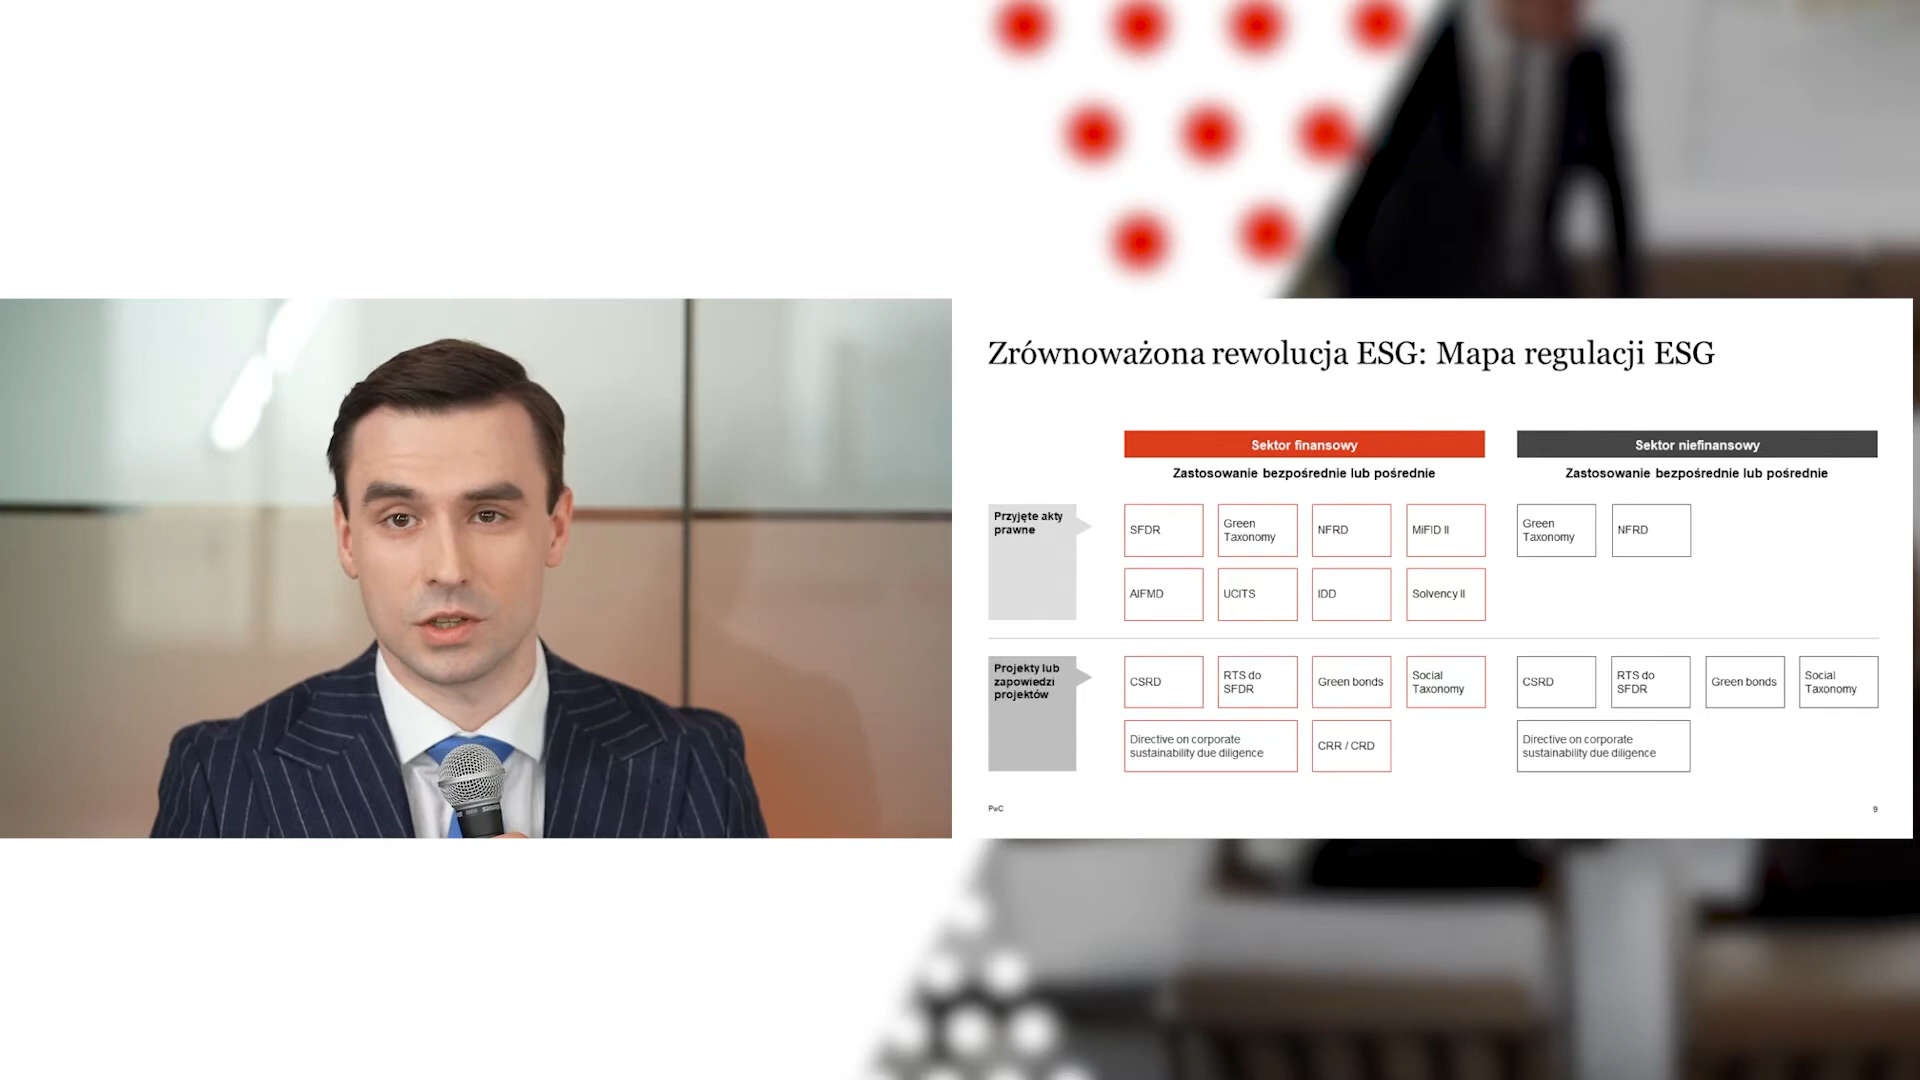 Zrównoważona rewolucja ESG: Mapa regulacji ESG
Sektor finansowy
Sektor niefinansowy
Zastosowanie bezpośrednie lub pośrednie
Zastosowanie bezpośrednie lub pośrednie
Przyjęte akty
prawne
SFDR
Green
Taxonomy
NFRD
MiFID II
Green
Taxonomy
NFRD
AIFMD
UCITS
IDD
Solvency II
Projekty lub
zapowiedzi
projektów
CSRD
RTS do
SFDR
Green bonds
Social
Taxonomy
CSRD
RTS do
SFDR
Green bonds
Social
Taxonomy
Directive on corporate
sustainability due diligence
CRR / CRD
Directive on corporate
sustainability due diligence
PwC
9